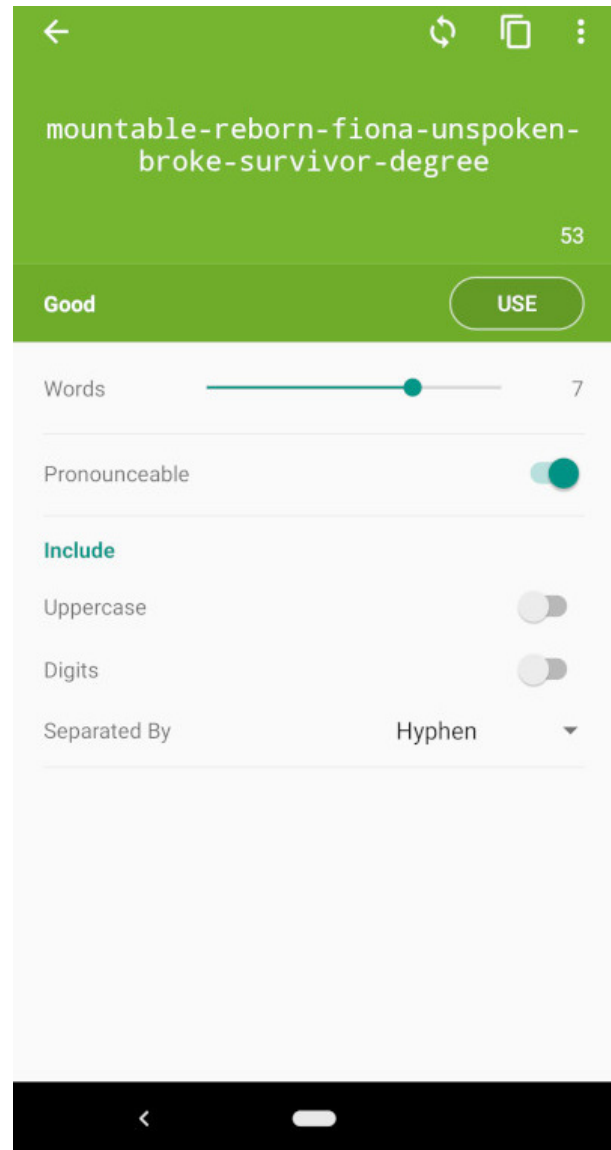 mountable-reborn-fiona-unspoken-
broke-survivor-degree
53
Good
USE
Words
7
Pronounceable
Include
Uppercase
Digits
Separated By
Hyphen